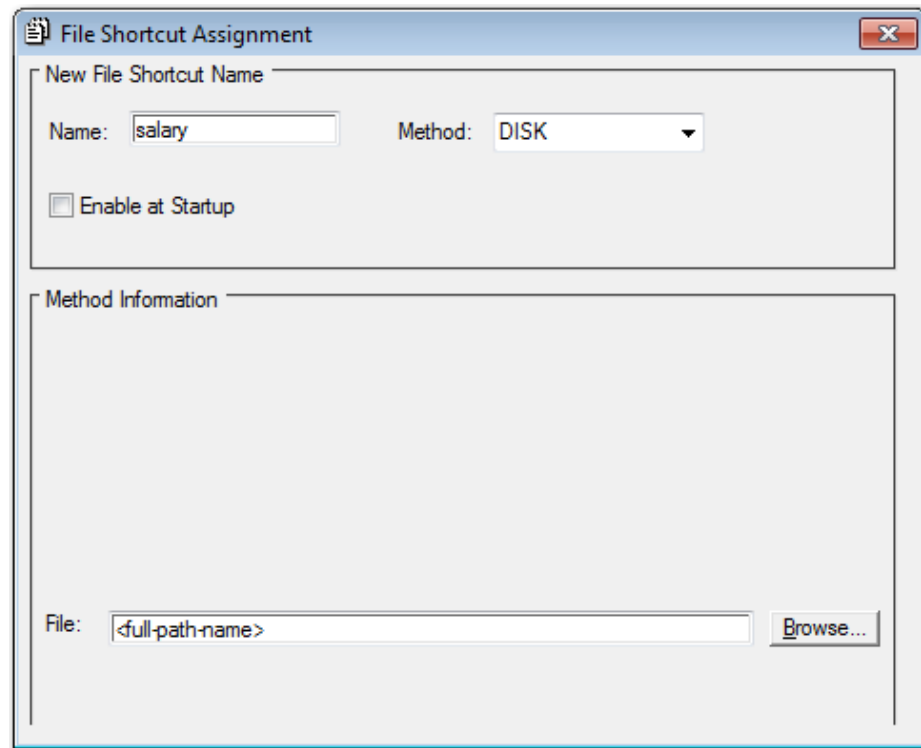 File Shortcut Assignment
New File Shortcut Name
Name: salary Method: DISK
Enable at Startup
Method Information
File: <full-path-name> Browse...